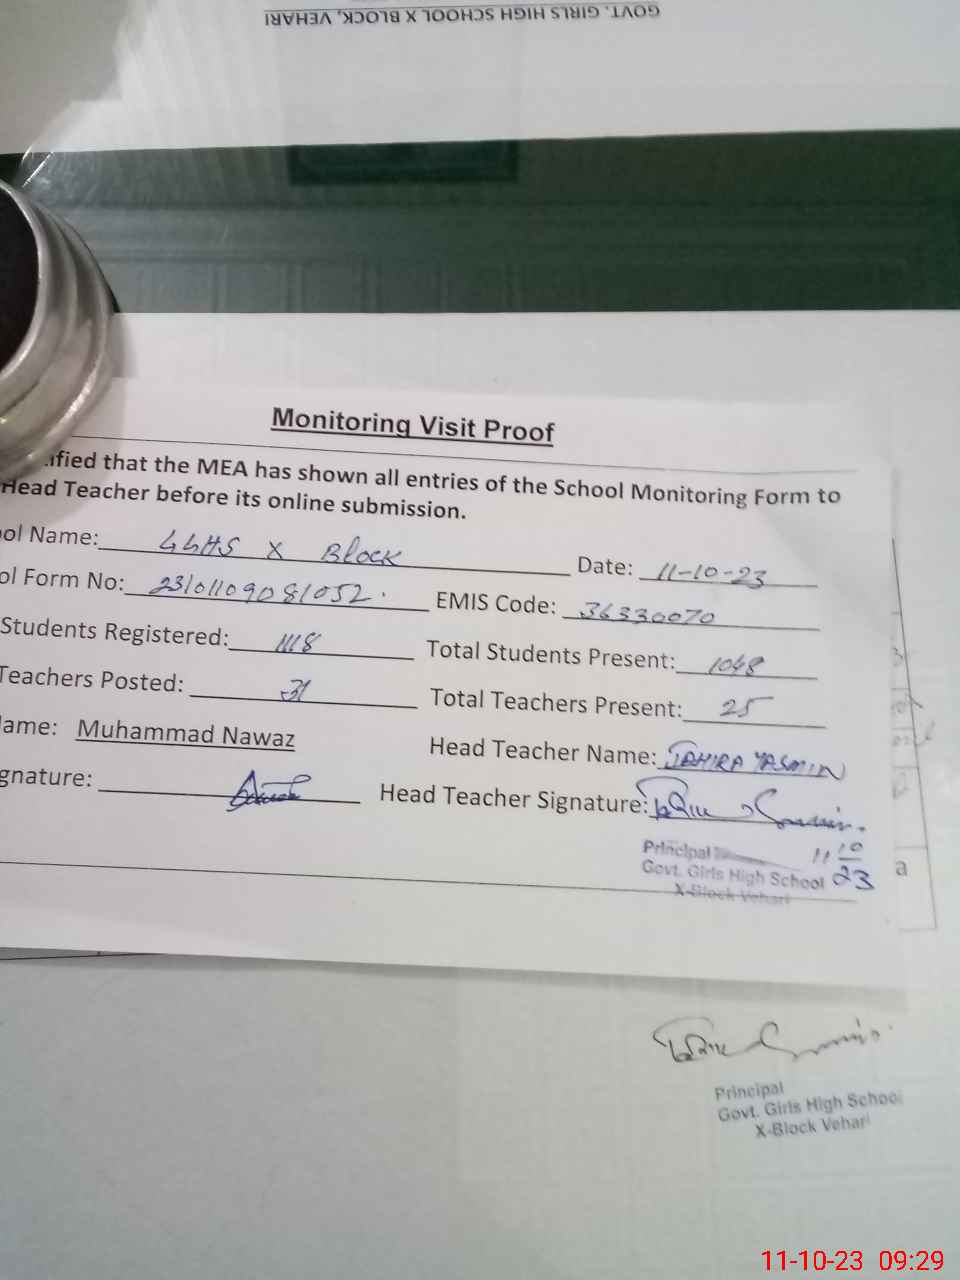 GOVT. GIRLS HIGH SCHOOL X BLOCK, VEHARI
Monitoring Visit Proof
ified that the MEA has shown all entries of the School Monitoring Form to
Head Teacher before its online submission.
ol Name: GGHS X Block Date: 11-10-23
ol Form No: 23101109081052. EMIS Code: 36330070
Students Registered: 1118 Total Students Present: 1048
Teachers Posted: 31 Total Teachers Present: 25
ame: Muhammad Nawaz Head Teacher Name: TAHIRA YASMIN
gnature: Head Teacher Signature:
Principal
Govt. Girls High School
X-Block Vehari
11 10
23
a
Principal
Govt. Girls High School
X-Block Vehari
11-10-23 09:29